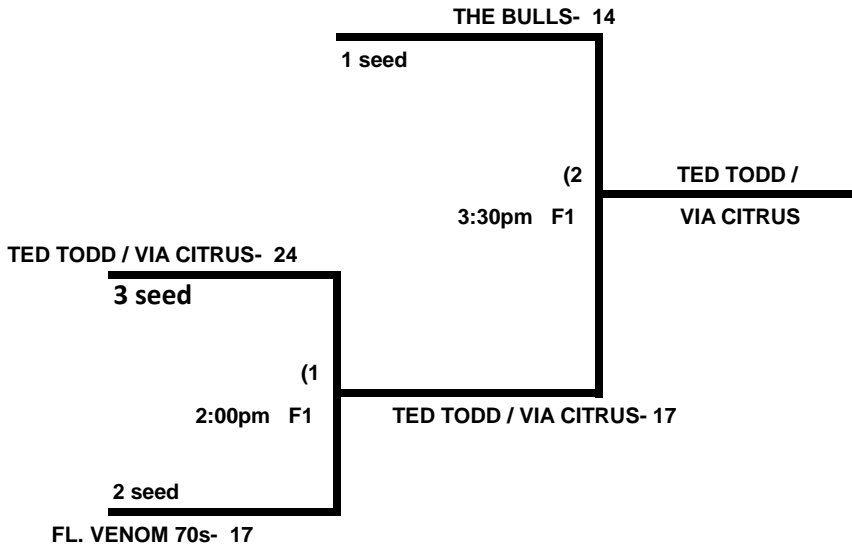 THE BULLS- 14
1 seed
(2
3:30pm F1
TED TODD /
VIA CITRUS
TED TODD / VIA CITRUS- 24
3 seed
(1
2:00pm F1
TED TODD / VIA CITRUS- 17
2 seed
FL. VENOM 70s- 17